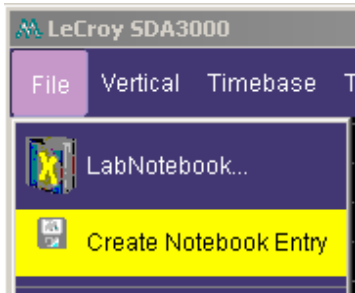 LeCroy SDA3000
File Vertical Timebase T
LabNotebook...
Create Notebook Entry